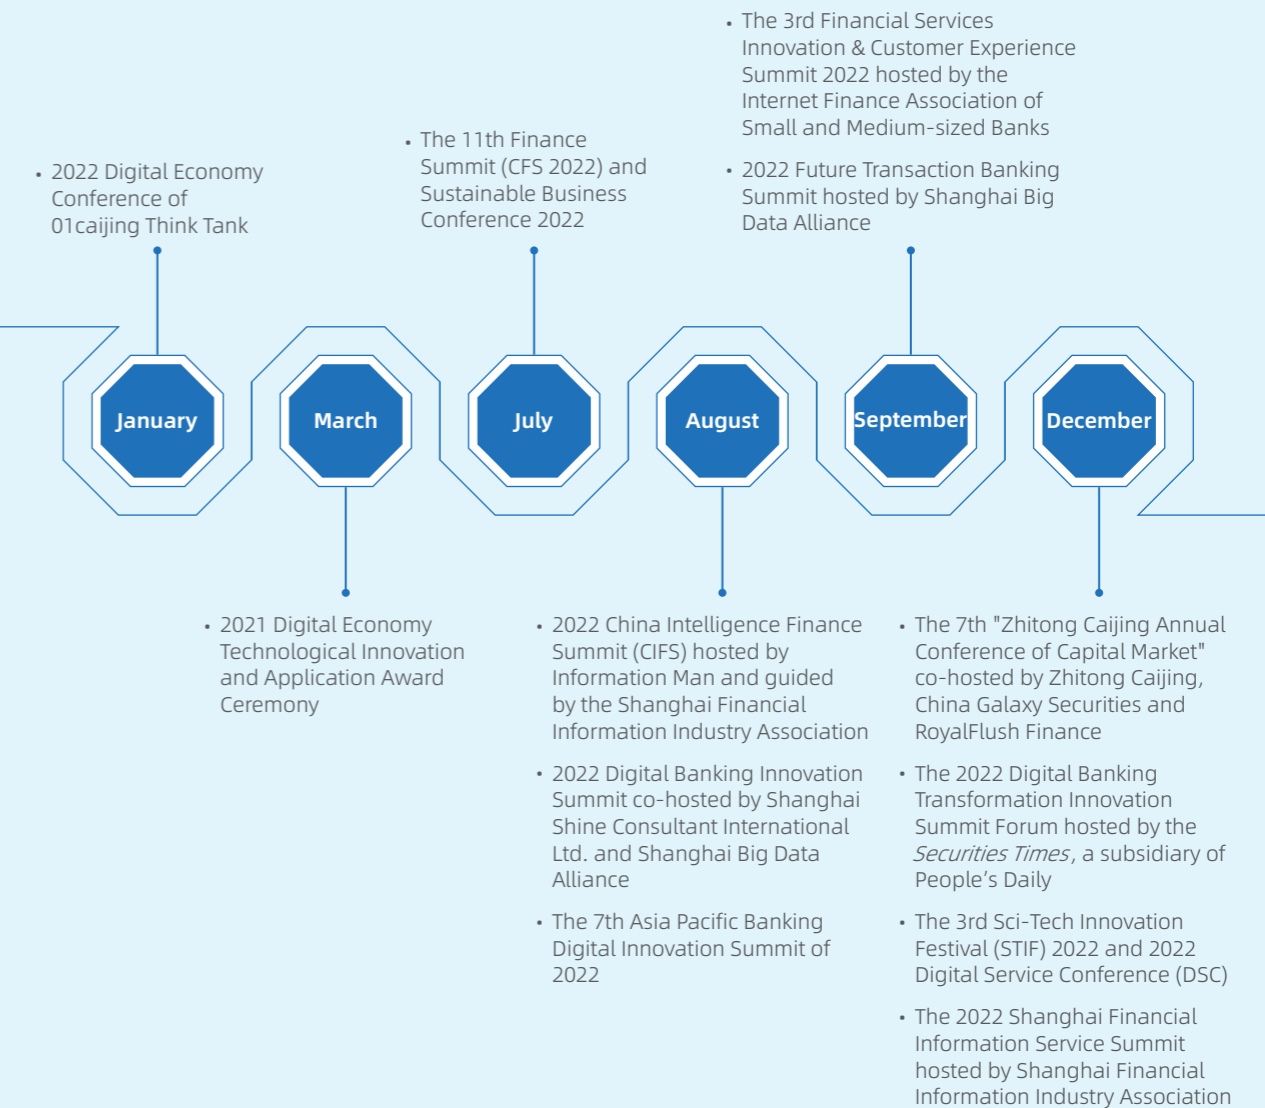 • The 3rd Financial Services
Innovation & Customer Experience
Summit 2022 hosted by the
Internet Finance Association of
Small and Medium-sized Banks
• 2022 Future Transaction Banking
Summit hosted by Shanghai Big
Data Alliance
• The 11th Finance
Summit (CFS 2022) and
Sustainable Business
Conference 2022
• 2022 Digital Economy
Conference of
01caijing Think Tank
January
March
July
August
September
December
• 2021 Digital Economy
Technological Innovation
and Application Award
Ceremony
• 2022 China Intelligence Finance
Summit (CIFS) hosted by
Information Man and guided
by the Shanghai Financial
Information Industry Association
• 2022 Digital Banking Innovation
Summit co-hosted by Shanghai
Shine Consultant International
Ltd. and Shanghai Big Data
Alliance
• The 7th Asia Pacific Banking
Digital Innovation Summit of
2022
• The 7th "Zhitong Caijing Annual
Conference of Capital Market"
co-hosted by Zhitong Caijing,
China Galaxy Securities and
RoyalFlush Finance
• The 2022 Digital Banking
Transformation Innovation
Summit Forum hosted by the
Securities Times, a subsidiary of
People’s Daily
• The 3rd Sci-Tech Innovation
Festival (STIF) 2022 and 2022
Digital Service Conference (DSC)
• The 2022 Shanghai Financial
Information Service Summit
hosted by Shanghai Financial
Information Industry Association